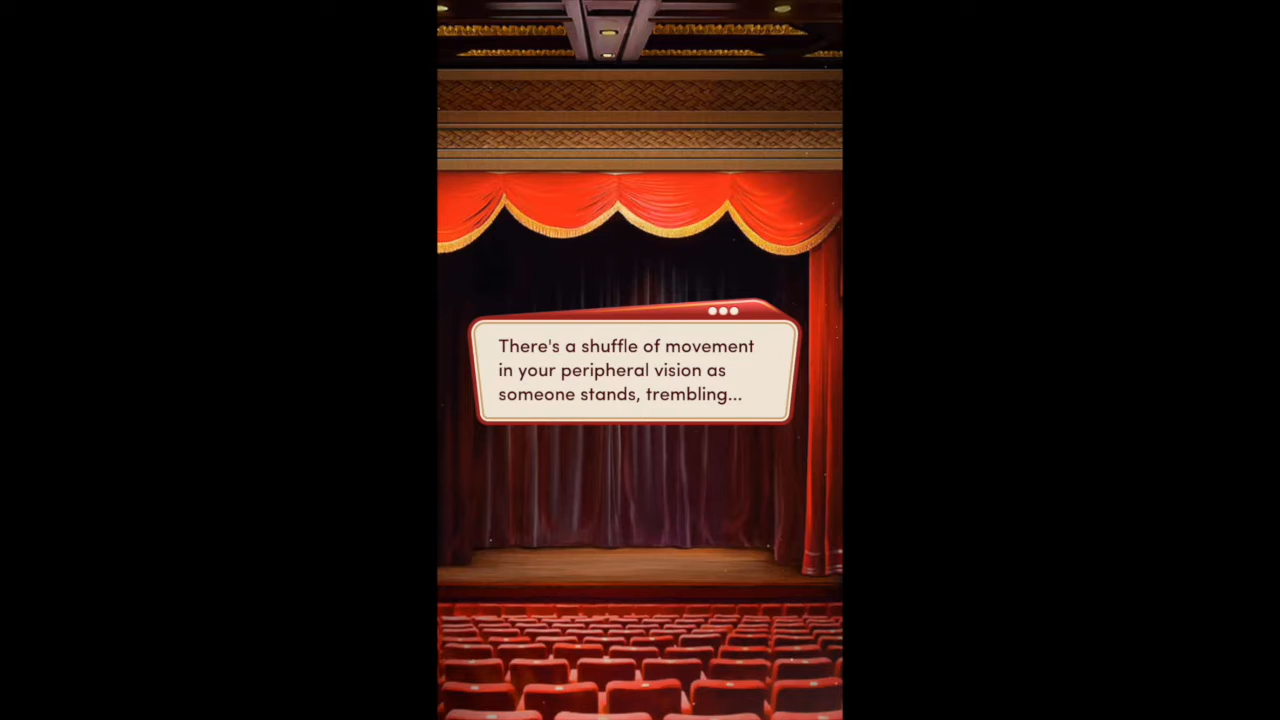 There's a shuffle of movement
in your peripheral vision as
someone stands, trembling...